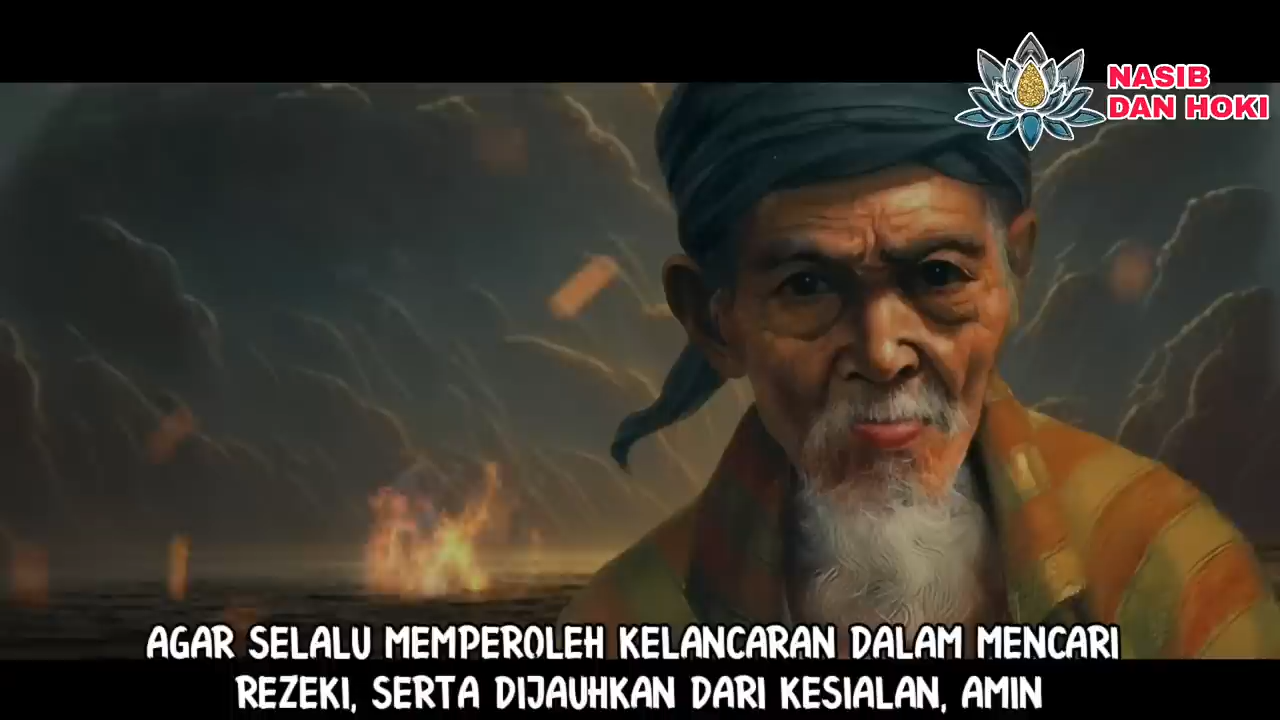 NASIB
DAN HOKI
AGAR SELALU MEMPEROLEH KELANCARAN DALAM MENCARI
REZEKI, SERTA DIJAUHKAN DARI KESIALAN, AMIN